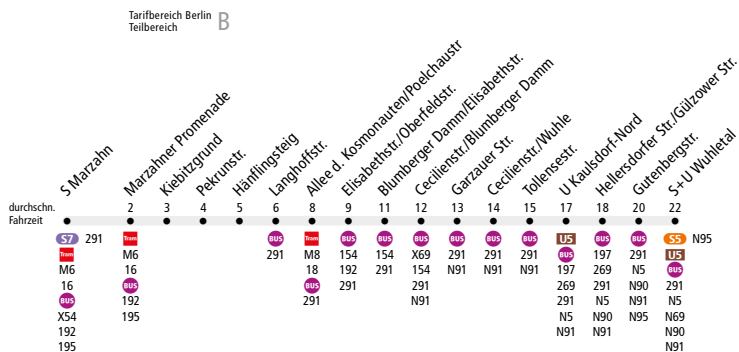 Tarifbereich Berlin
Teilbereich
B
S Marzahn
Marzahner Promenade
Kiebitzgrund
Pekrunstr.
Hänflingsteig
Langhoffstr.
Allee d. Kosmonauten/Poelchaustr
Elisabethstr./Oberfeldstr.
Blumberger Damm/Elisabethstr.
Cecilienstr./Blumberger Damm
Garzauer Str.
Cecilienstr./Wuhle
Tollensestr.
U Kaulsdorf-Nord
Hellersdorfer Str./Gülzower Str.
Gutenbergstr.
S+U Wuhletal
durchschn. 2 3 4 5 6 8 9 11 12 13 14 15 17 18 20 22
Fahrzeit
S7 291 Tram BUS Tram BUS BUS BUS BUS BUS BUS U5 BUS BUS S5 N95
Tram M6 291 M8 154 154 X69 291 291 291 BUS 197 291 U5
M6 16 18 192 291 154 N91 N91 N91 197 269 N5 BUS
16 BUS BUS 291 291 269 291 N90 291
BUS 192 291 N91 291 N5 N91 N5
X54 195 N5 N90 N95 N69
192 N91 N91 N90
195 N91